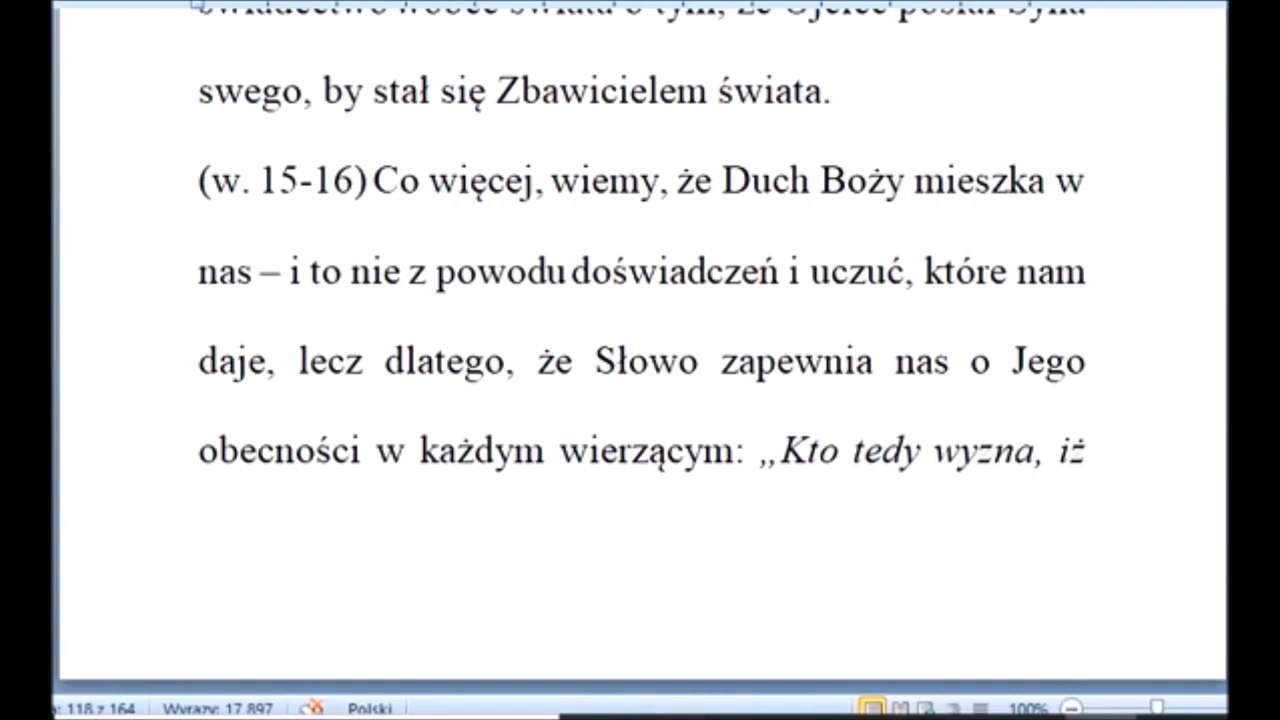 swego, by stał się Zbawicielem świata.
(w. 15-16) Co więcej, wiemy, że Duch Boży mieszka w
nas – i to nie z powodu doświadczeń i uczuć, które nam
daje, lecz dlatego, że Słowo zapewnia nas o Jego
obecności w każdym wierzącym: „Kto tedy wyzna, iż
118 z 164 Wyrazy: 17 897 Polski 100%